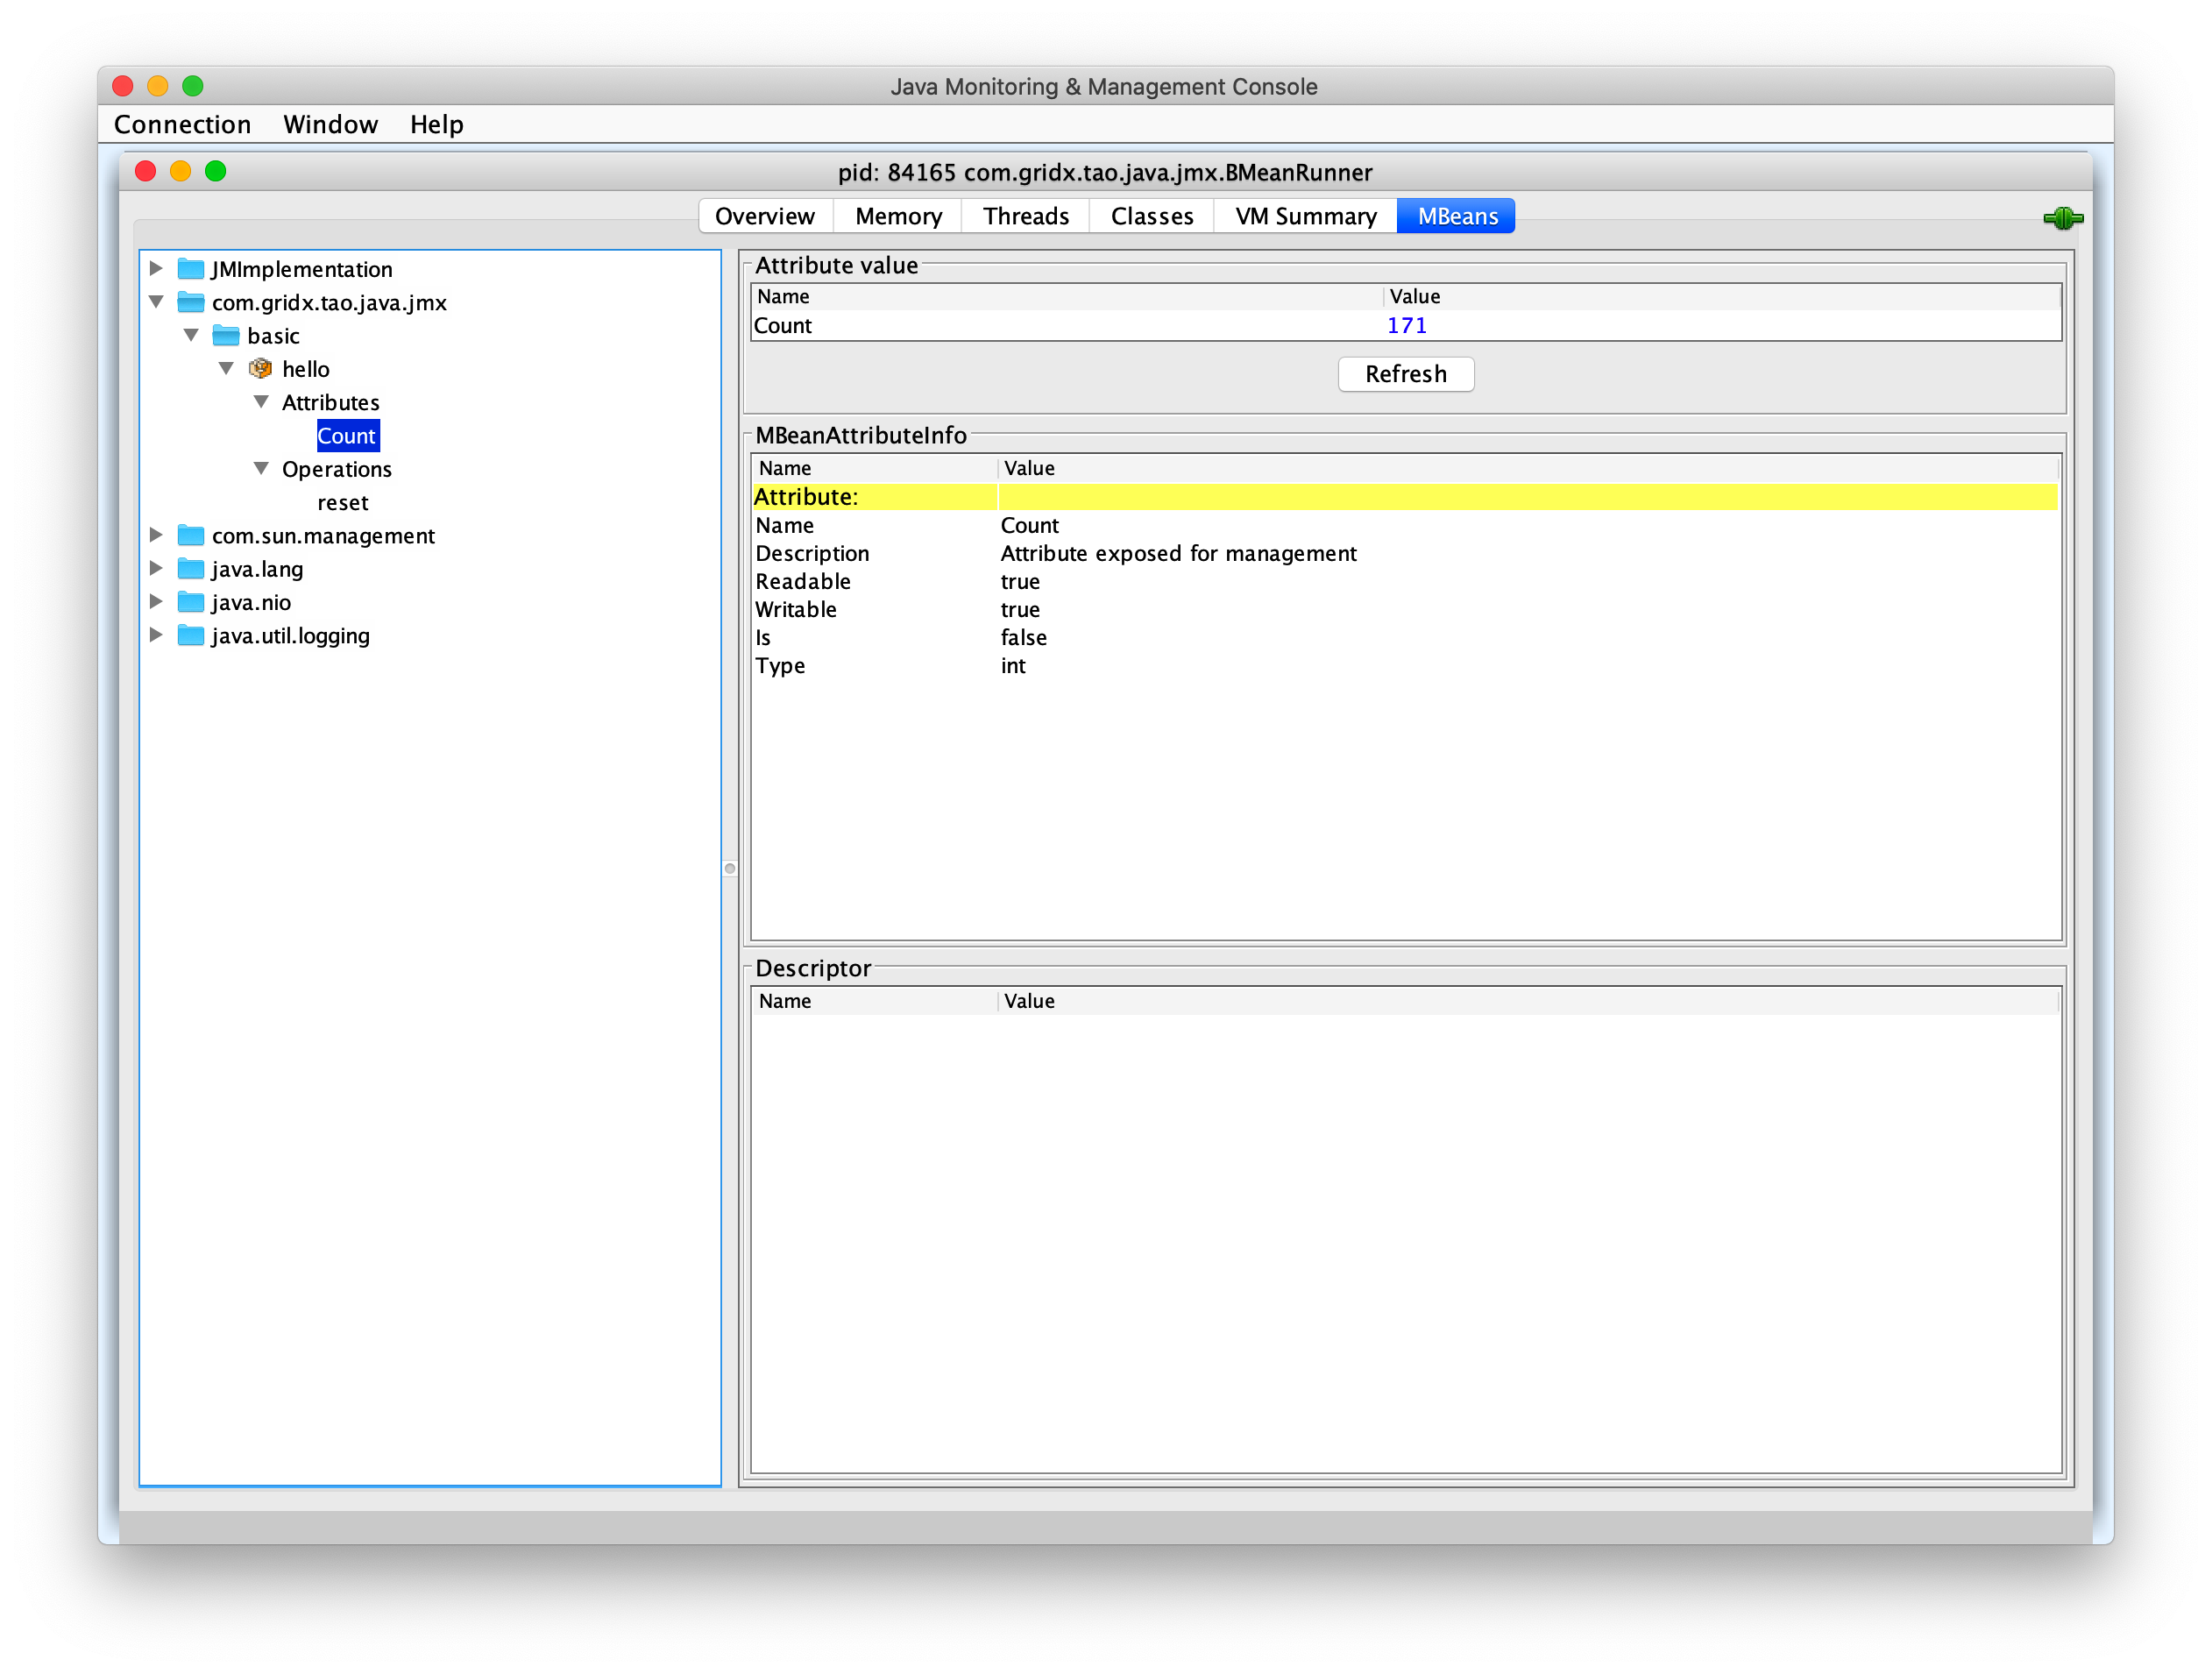 Java Monitoring & Management Console
Connection Window Help
pid: 84165 com.gridx.tao.java.jmx.BMeanRunner
Overview Memory Threads Classes VM Summary MBeans
JMImplementation
com.gridx.tao.java.jmx
basic
hello
Attributes
Count
Operations
reset
com.sun.management
java.lang
java.nio
java.util.logging
Attribute value
Name Value
Count 171
Refresh
MBeanAttributeInfo
Name Value
Attribute:
Name Count
Description Attribute exposed for management
Readable true
Writable true
Is false
Type int
Descriptor
Name Value